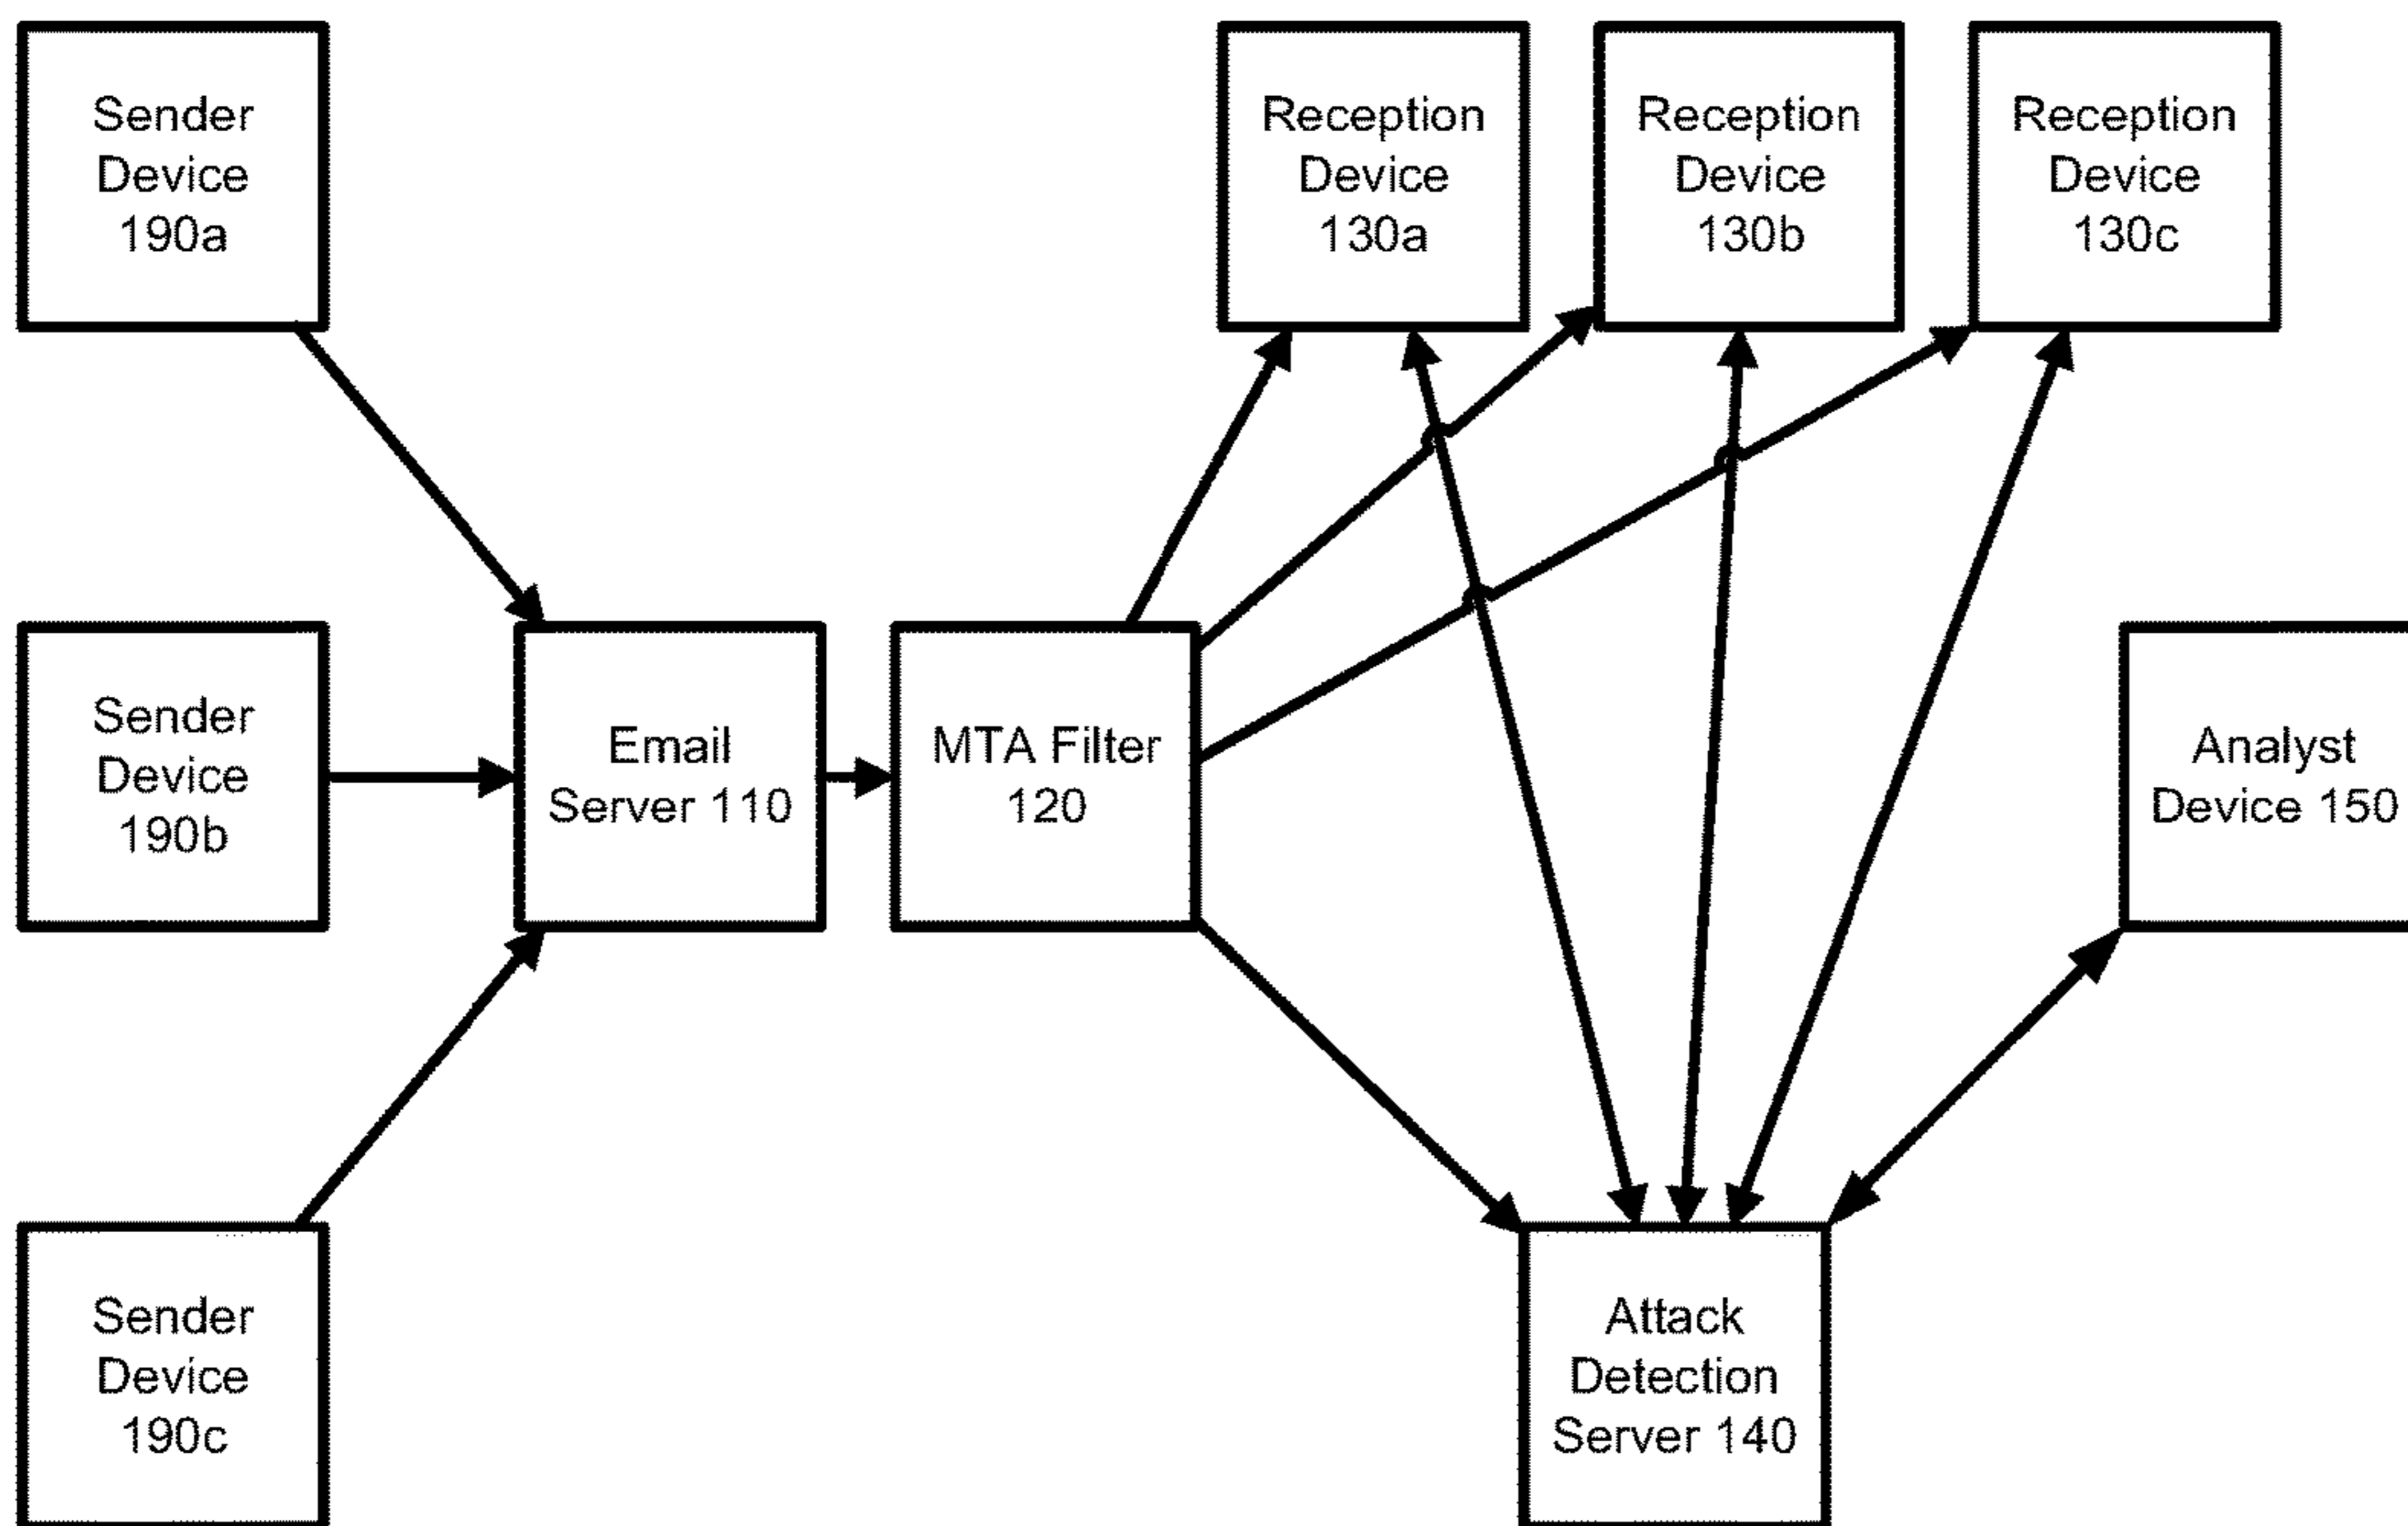 Sender
Device
190a
Reception
Device
130a
Reception
Device
130b
Reception
Device
130c
Sender
Device
190b
Email
Server 110
MTA Filter
120
Analyst
Device 150
Sender
Device
190c
Attack
Detection
Server 140